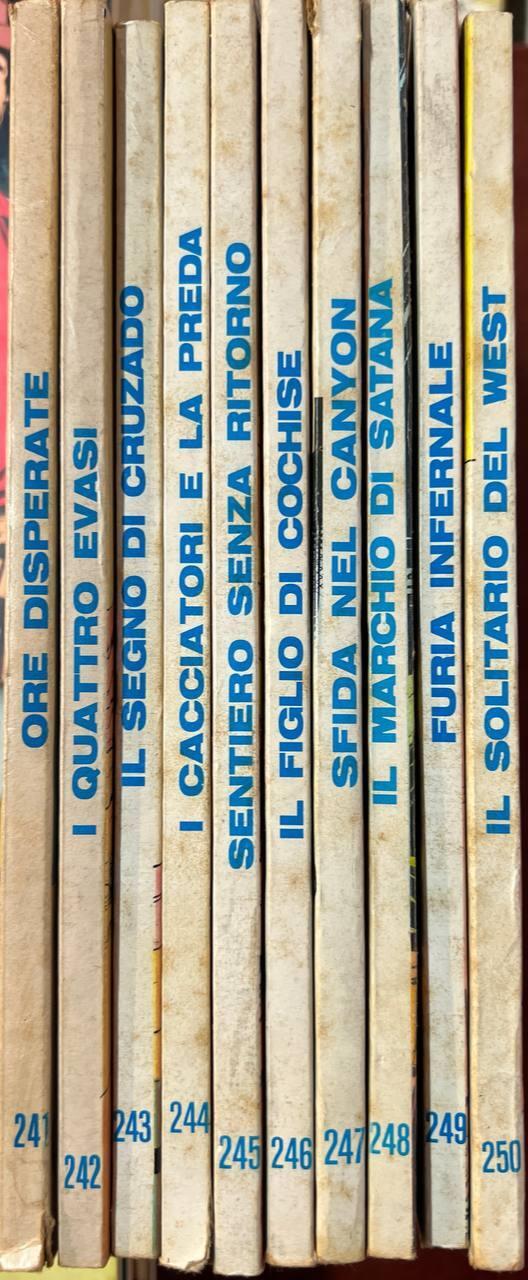 ORE DISPERATE
241
I QUATTRO EVASI
242
IL SEGNO DI CRUZADO
243
I CACCIATORI E LA PREDA
244
SENTIERO SENZA RITORNO
245
IL FIGLIO DI COCHISE
246
SFIDA NEL CANYON
247
IL MARCHIO DI SATANA
248
FURIA INFERNALE
249
IL SOLITARIO DEL WEST
250